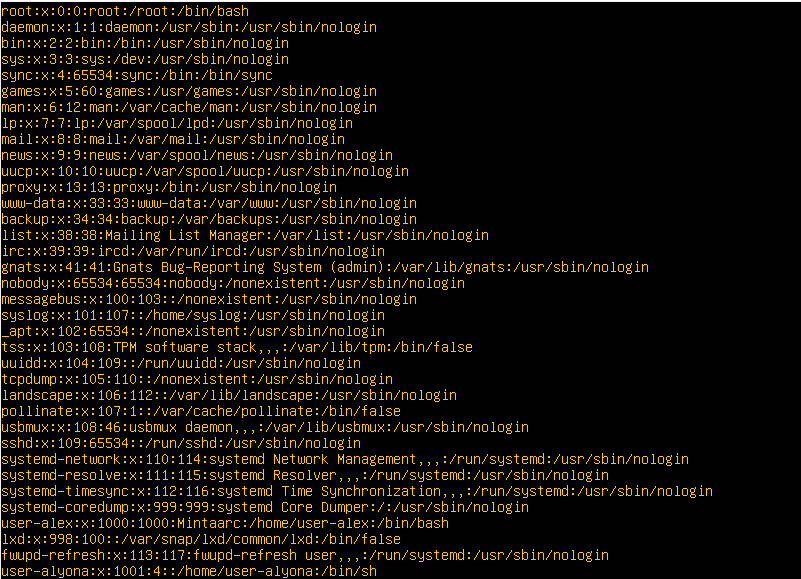 root:x:0:0:root:/root:/bin/bash
daemon:x:1:1:daemon:/usr/sbin:/usr/sbin/nologin
bin:x:2:2:bin:/bin:/usr/sbin/nologin
sys:x:3:3:sys:/dev:/usr/sbin/nologin
sync:x:4:65534:sync:/bin:/bin/sync
games:x:5:60:games:/usr/games:/usr/sbin/nologin
man:x:6:12:man:/var/cache/man:/usr/sbin/nologin
lp:x:7:7:lp:/var/spool/lpd:/usr/sbin/nologin
mail:x:8:8:mail:/var/mail:/usr/sbin/nologin
news:x:9:9:news:/var/spool/news:/usr/sbin/nologin
uucp:x:10:10:uucp:/var/spool/uucp:/usr/sbin/nologin
proxy:x:13:13:proxy:/bin:/usr/sbin/nologin
www-data:x:33:33:www-data:/var/www:/usr/sbin/nologin
backup:x:34:34:backup:/var/backups:/usr/sbin/nologin
list:x:38:38:Mailing List Manager:/var/list:/usr/sbin/nologin
irc:x:39:39:ircd:/var/run/ircd:/usr/sbin/nologin
gnats:x:41:41:Gnats Bug-Reporting System (admin):/var/lib/gnats:/usr/sbin/nologin
nobody:x:65534:65534:nobody:/nonexistent:/usr/sbin/nologin
messagebus:x:100:103::/nonexistent:/usr/sbin/nologin
syslog:x:101:107::/home/syslog:/usr/sbin/nologin
_apt:x:102:65534::/nonexistent:/usr/sbin/nologin
tss:x:103:108:TPM software stack,,,:/var/lib/tpm:/bin/false
uuidd:x:104:109::/run/uuidd:/usr/sbin/nologin
tcpdump:x:105:110::/nonexistent:/usr/sbin/nologin
landscape:x:106:112::/var/lib/landscape:/usr/sbin/nologin
pollinate:x:107:1::/var/cache/pollinate:/bin/false
usbmux:x:108:46:usbmux daemon,,,:/var/lib/usbmux:/usr/sbin/nologin
sshd:x:109:65534::/run/sshd:/usr/sbin/nologin
systemd-network:x:110:114:systemd Network Management,,,:/run/systemd:/usr/sbin/nologin
systemd-resolve:x:111:115:systemd Resolver,,,:/run/systemd:/usr/sbin/nologin
systemd-timesync:x:112:116:systemd Time Synchronization,,,:/run/systemd:/usr/sbin/nologin
systemd-coredump:x:999:999:systemd Core Dumper:/:/usr/sbin/nologin
user-alex:x:1000:1000:Mintaarc:/home/user-alex:/bin/bash
lxd:x:998:100::/var/snap/lxd/common/lxd:/bin/false
fwupd-refresh:x:113:117:fwupd-refresh user,,,:/run/systemd:/usr/sbin/nologin
user-alyona:x:1001:4::/home/user-alyona:/bin/sh